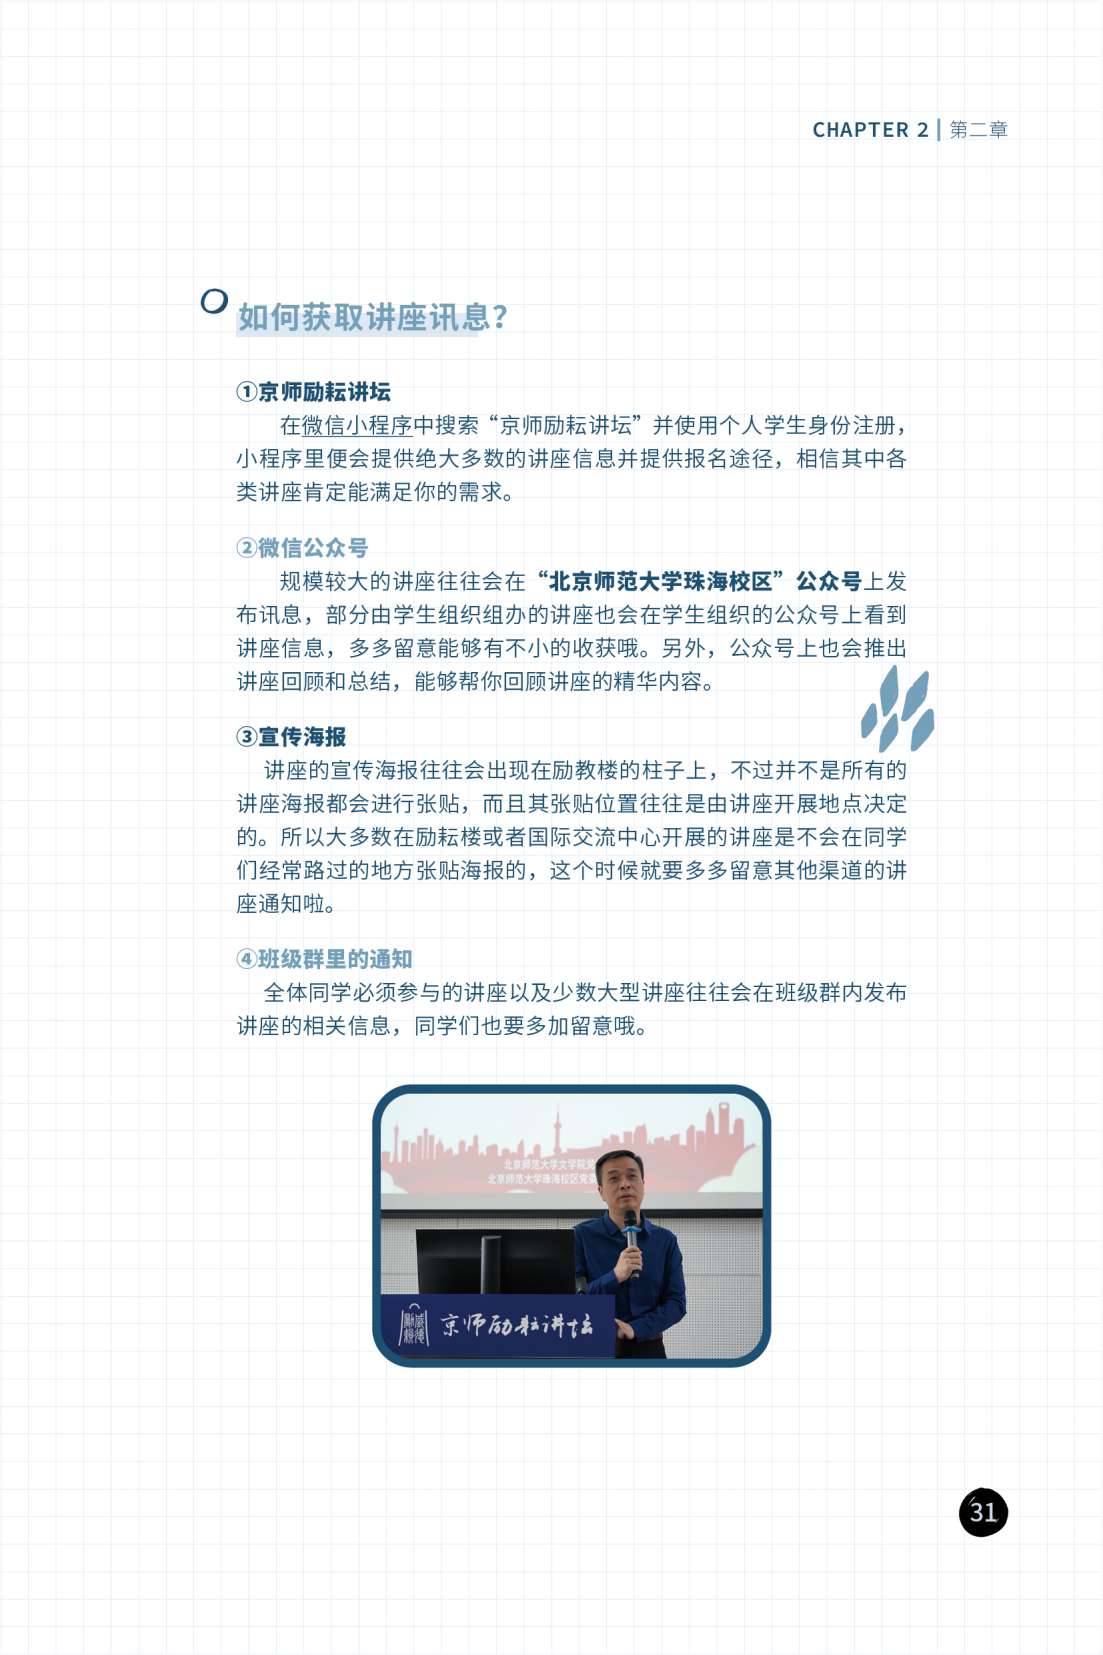 CHAPTER 2 | 第二章
如何获取讲座讯息？
①京师励耘讲坛
在微信小程序中搜索“京师励耘讲坛”并使用个人学生身份注册，
小程序里便会提供绝大多数的讲座信息并提供报名途径，相信其中各
类讲座肯定能满足你的需求。
②微信公众号
规模较大的讲座往往会在“北京师范大学珠海校区”公众号上发
布讯息，部分由学生组织组办的讲座也会在学生组织的公众号上看到
讲座信息，多多留意能够有不小的收获哦。另外，公众号上也会推出
讲座回顾和总结，能够帮你回顾讲座的精华内容。
③宣传海报
讲座的宣传海报往往会出现在励教楼的柱子上，不过并不是所有的
讲座海报都会进行张贴，而且其张贴位置往往是由讲座开展地点决定
的。所以大多数在励耘楼或者国际交流中心开展的讲座是不会在同学
们经常路过的地方张贴海报的，这个时候就要多多留意其他渠道的讲
座通知啦。
④班级群里的通知
全体同学必须参与的讲座以及少数大型讲座往往会在班级群内发布
讲座的相关信息，同学们也要多加留意哦。
北京师范大学文学院党
北京师范大学珠海校区党委
京师励耘讲坛
31